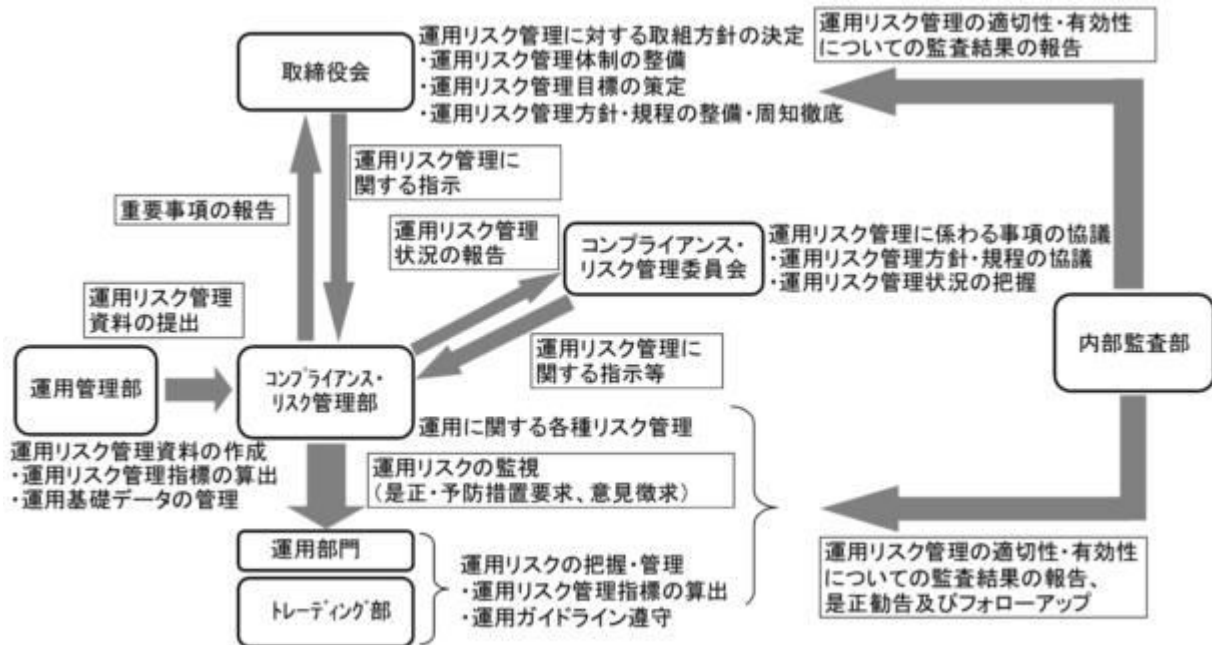 取締役会
運用リスク管理に対する取組方針の決定
・運用リスク管理体制の整備
・運用リスク管理目標の策定
・運用リスク管理方針・規程の整備・周知徹底
運用リスク管理の適切性・有効性
についての監査結果の報告
重要事項の報告
運用リスク管理に
関する指示
運用リスク管理
状況の報告
コンプライアンス・
リスク管理委員会
運用リスク管理に係わる事項の協議
・運用リスク管理方針・規程の協議
・運用リスク管理状況の把握
運用リスク管理
資料の提出
運用リスク管理に
関する指示等
内部監査部
運用管理部
コンプライアンス・
リスク管理部
運用に関する各種リスク管理
運用リスク管理資料の作成
・運用リスク管理指標の算出
・運用基礎データの管理
運用リスクの監視
（是正・予防措置要求、意見徴求）
運用部門
トレーディング部
運用リスクの把握・管理
・運用リスク管理指標の算出
・運用ガイドライン遵守
運用リスク管理の適切性・有効性
についての監査結果の報告、
是正勧告及びフォローアップ